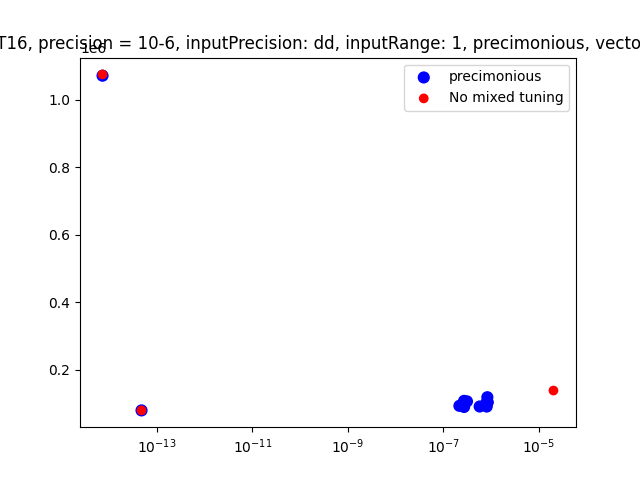 T16, precision = 10-6, inputPrecision: dd, inputRange: 1, precimonious, vecto
1e6
precimonious
No mixed tuning
1.0
0.8
0.6
0.4
0.2
10⁻¹³ 10⁻¹¹ 10⁻⁹ 10⁻⁷ 10⁻⁵